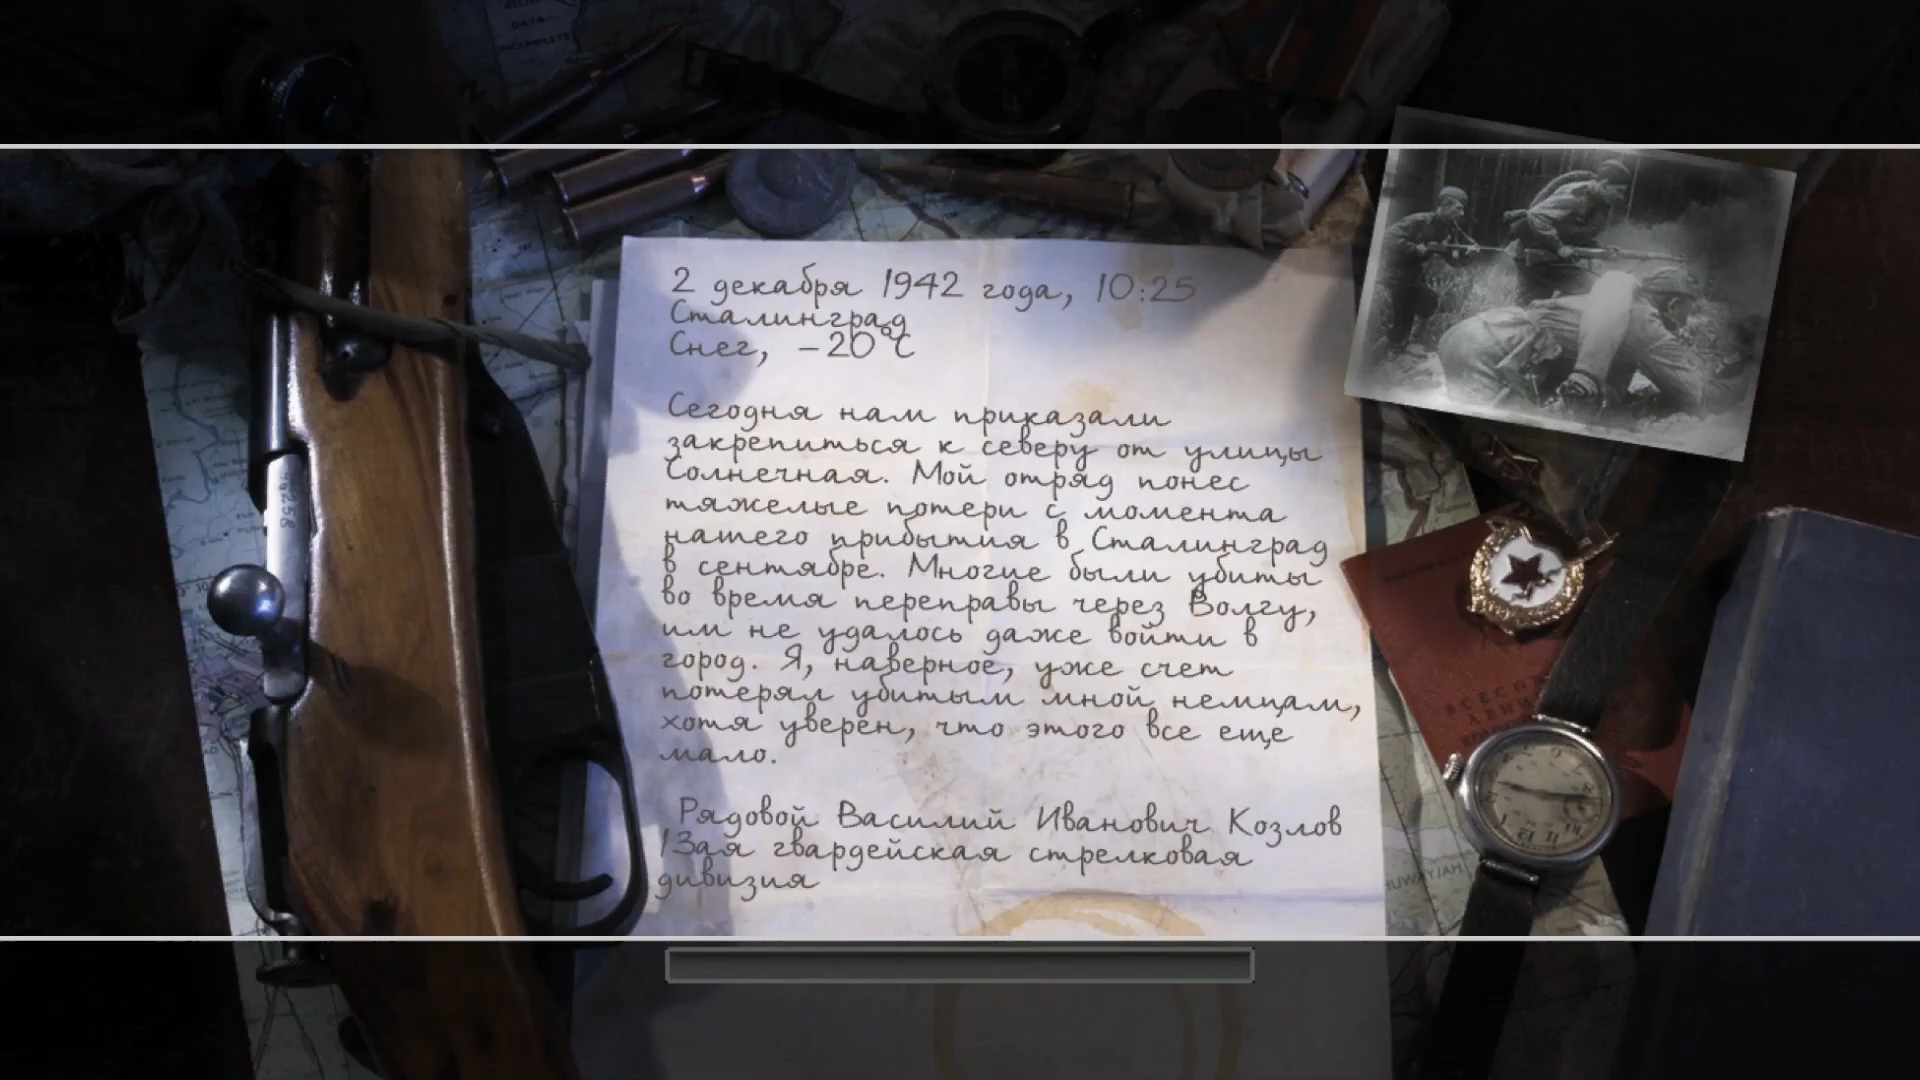 DATA
INCOMPLETE
2 декабря 1942 года, 10:25
Сталинград
Снег, -20°C
Сегодня нам приказали
закрепиться к северу от улицы
Солнечная. Мой отряд понес
тяжелые потери с момента
нашего прибытия в Сталинград
в сентябре. Многие были убиты
во время переправы через Волгу,
им не удалось даже войти в
город. Я, наверное, уже счет
потерял убитым мной немцам,
хотя уверен, что этого все еще
мало.
Рядовой Василий Иванович Козлов
13ая гвардейская стрелковая
дивизия